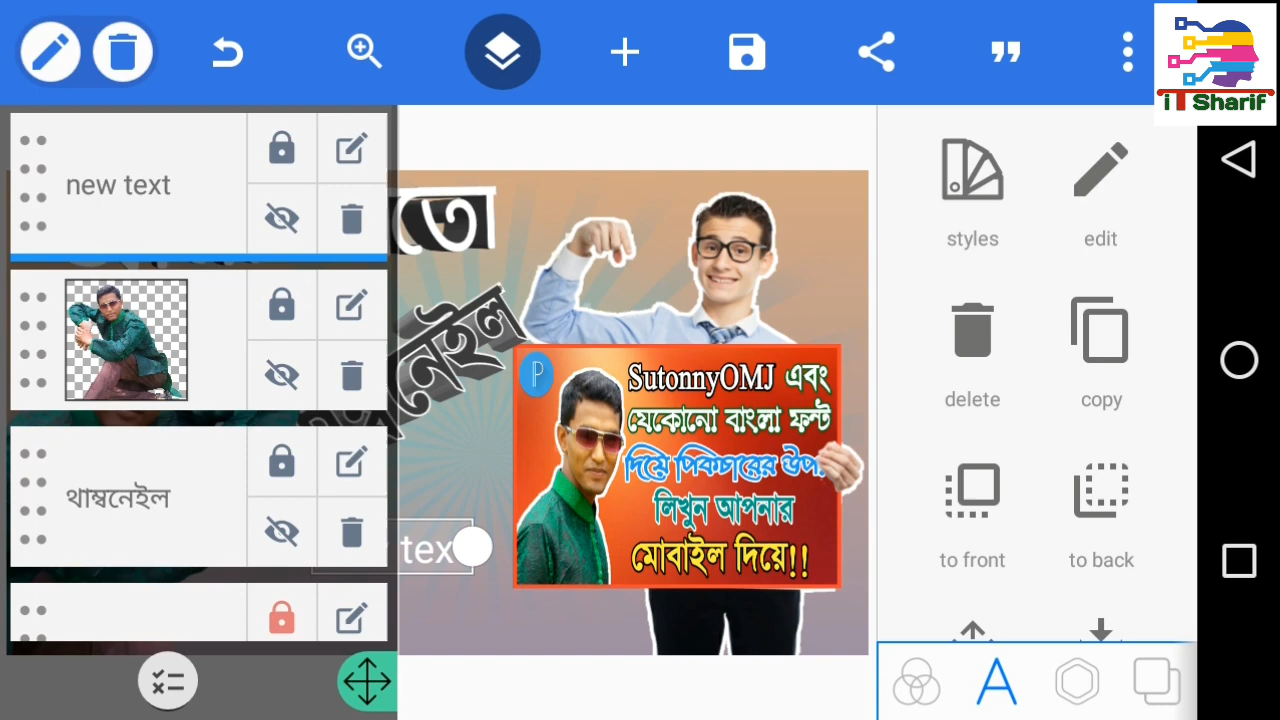 iT Sharif
new text
তে
থাম্বনেইল
SutonnyOMJ এবং
যেকোনো বাংলা ফন্ট
দিয়ে পিকচারের উপর
লিখুন আপনার
মোবাইল দিয়ে!!
tex
styles
edit
delete
copy
to front
to back